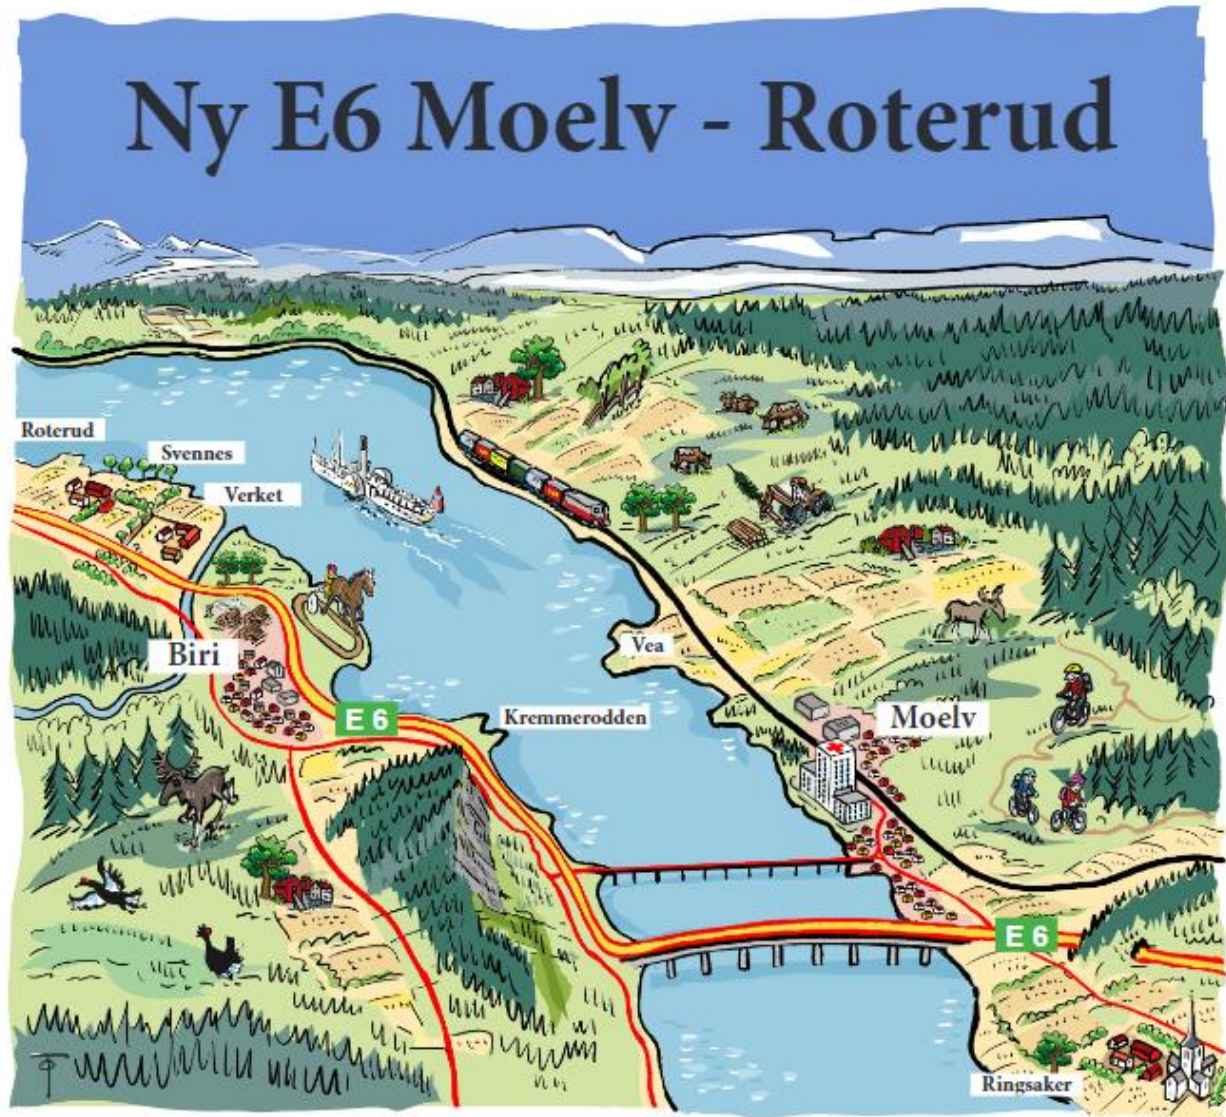 Ny E6 Moelv - Roterud
Roterud
Svennes
Verket
Vea
Biri
E 6
Kremmerodden
Moelv
E 6
Ringsaker